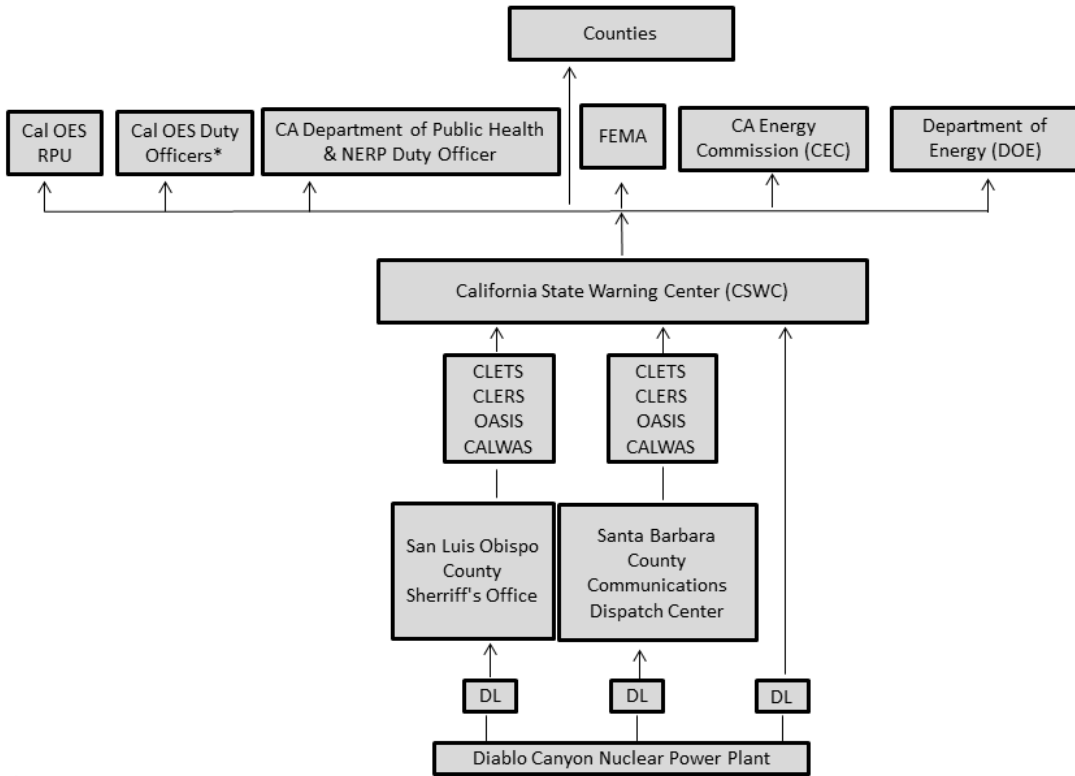 Counties
Cal OES
RPU
Cal OES Duty
Officers*
CA Department of Public Health
& NERP Duty Officer
FEMA
CA Energy
Commission (CEC)
Department of
Energy (DOE)
California State Warning Center (CSWC)
CLETS
CLERS
OASIS
CALWAS
CLETS
CLERS
OASIS
CALWAS
San Luis Obispo
County
Sherriff's Office
Santa Barbara
County
Communications
Dispatch Center
DL
DL
DL
Diablo Canyon Nuclear Power Plant